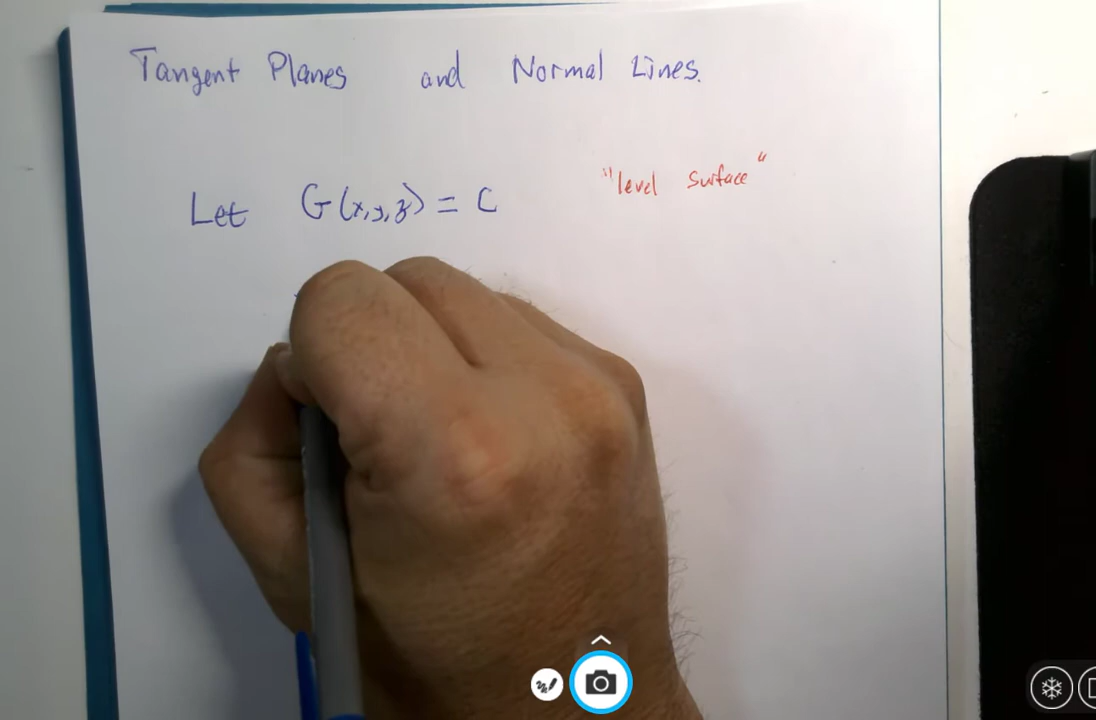 Tangent Planes and Normal Lines.
"level surface"
Let G(x,y,z) = C